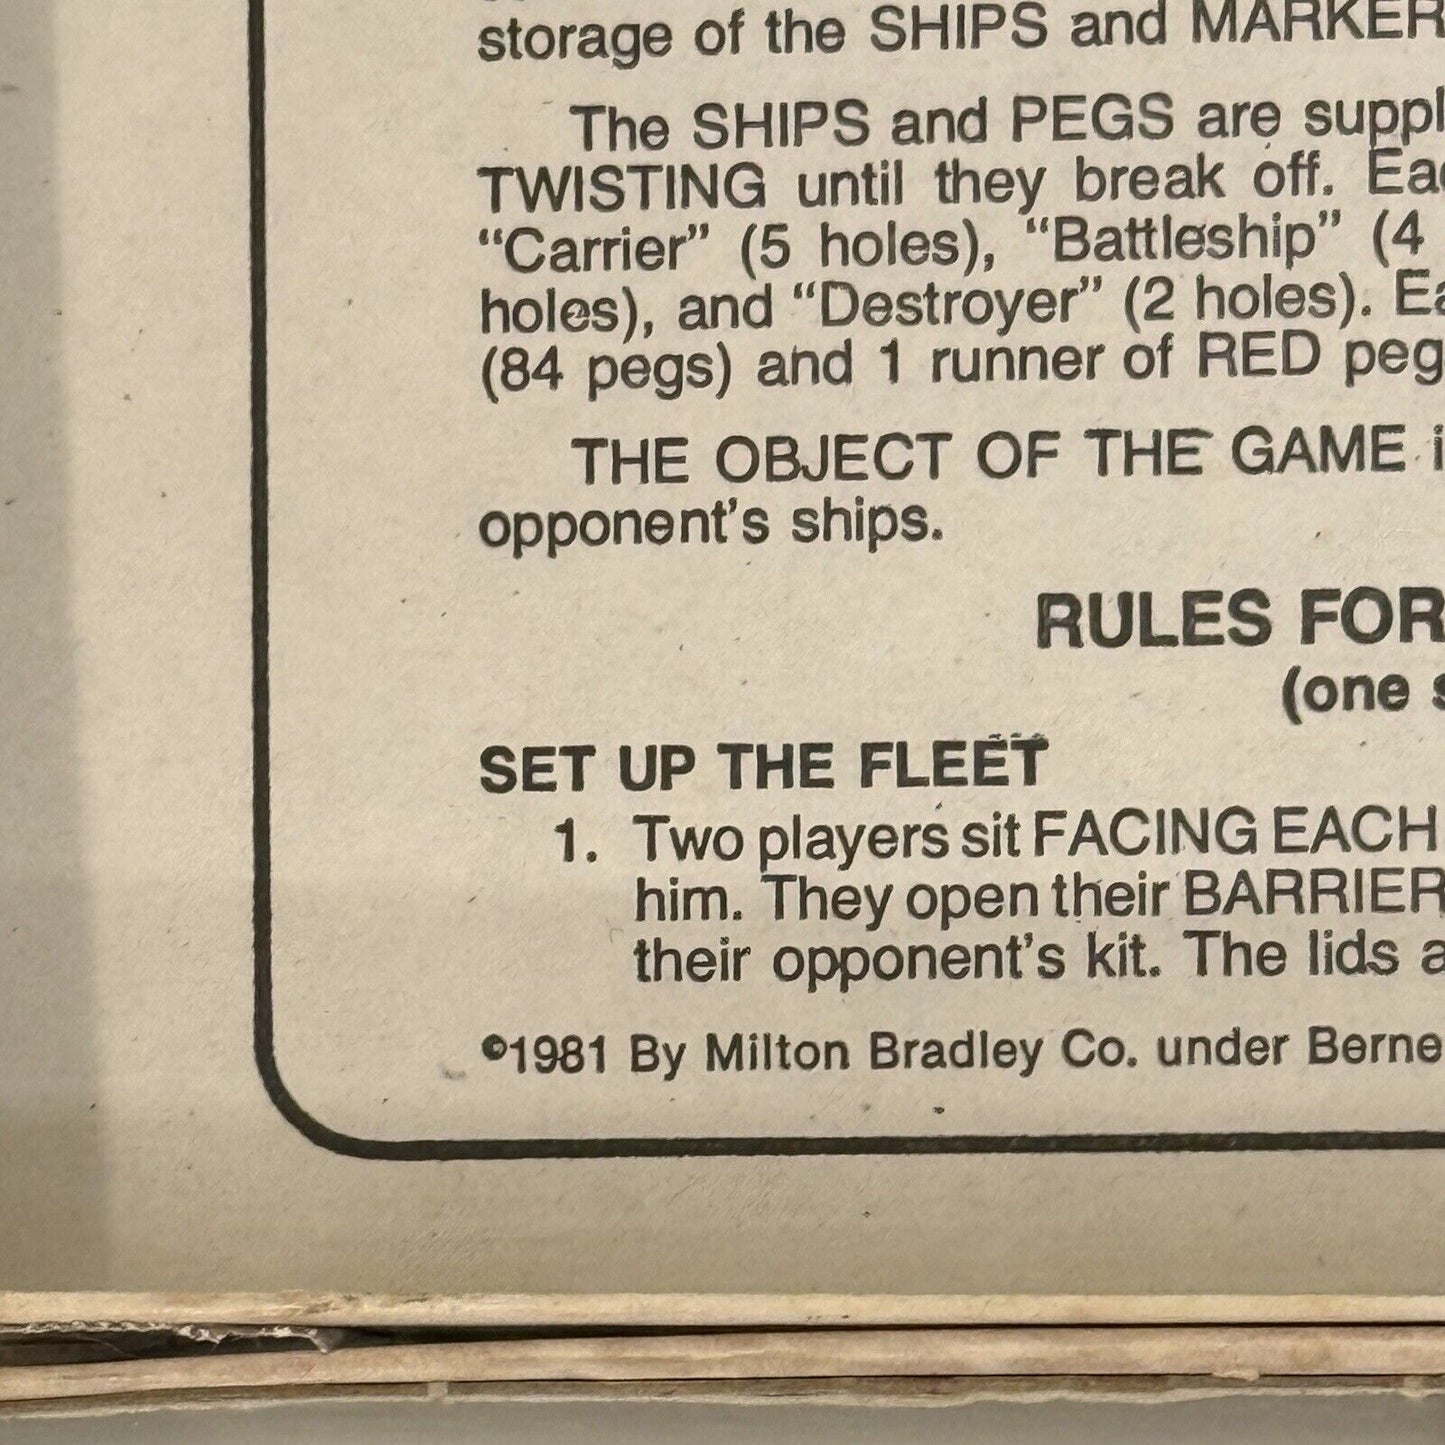 storage of the SHIPS and MARKER
The SHIPS and PEGS are suppl
TWISTING until they break off. Eac
“Carrier” (5 holes), “Battleship” (4
holes), and “Destroyer” (2 holes). Ea
(84 pegs) and 1 runner of RED peg
THE OBJECT OF THE GAME i
opponent's ships.
RULES FOR
(one s
SET UP THE FLEET
1. Two players sit FACING EACH
him. They open their BARRIER
their opponent's kit. The lids a
©1981 By Milton Bradley Co. under Berne